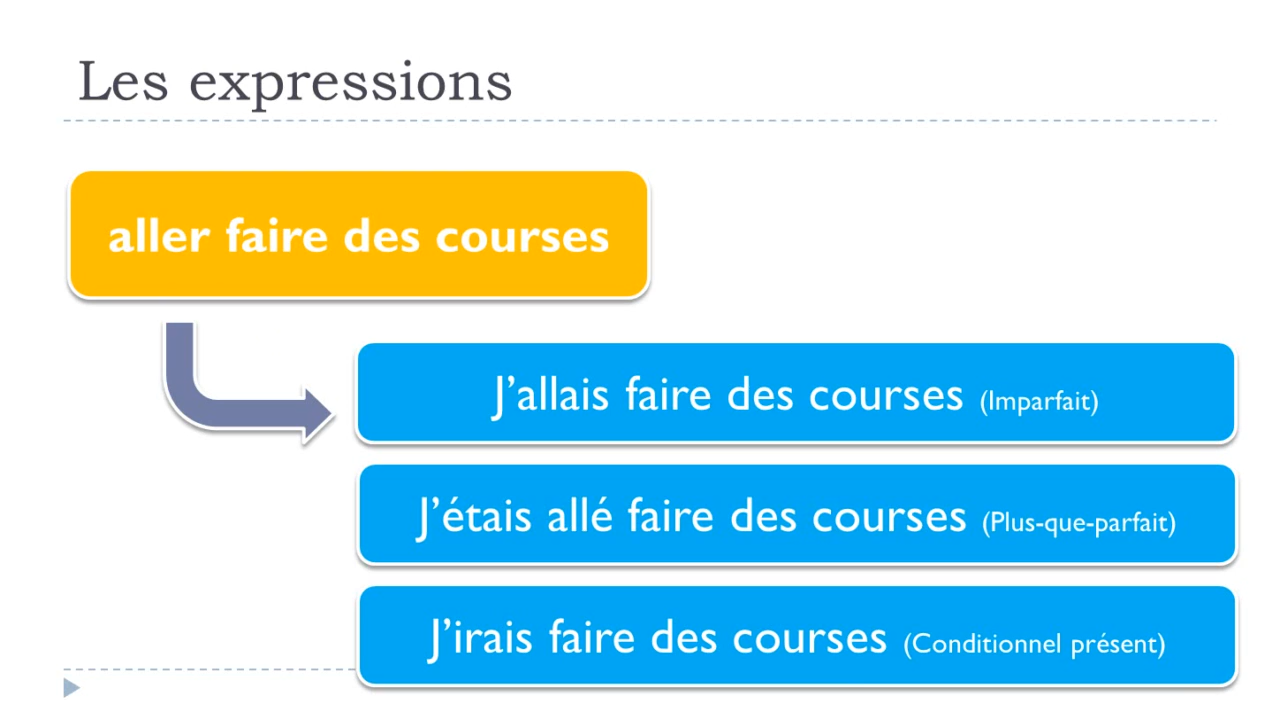 Les expressions
aller faire des courses
J’allais faire des courses (Imparfait)
J’étais allé faire des courses (Plus-que-parfait)
J’irais faire des courses (Conditionnel présent)